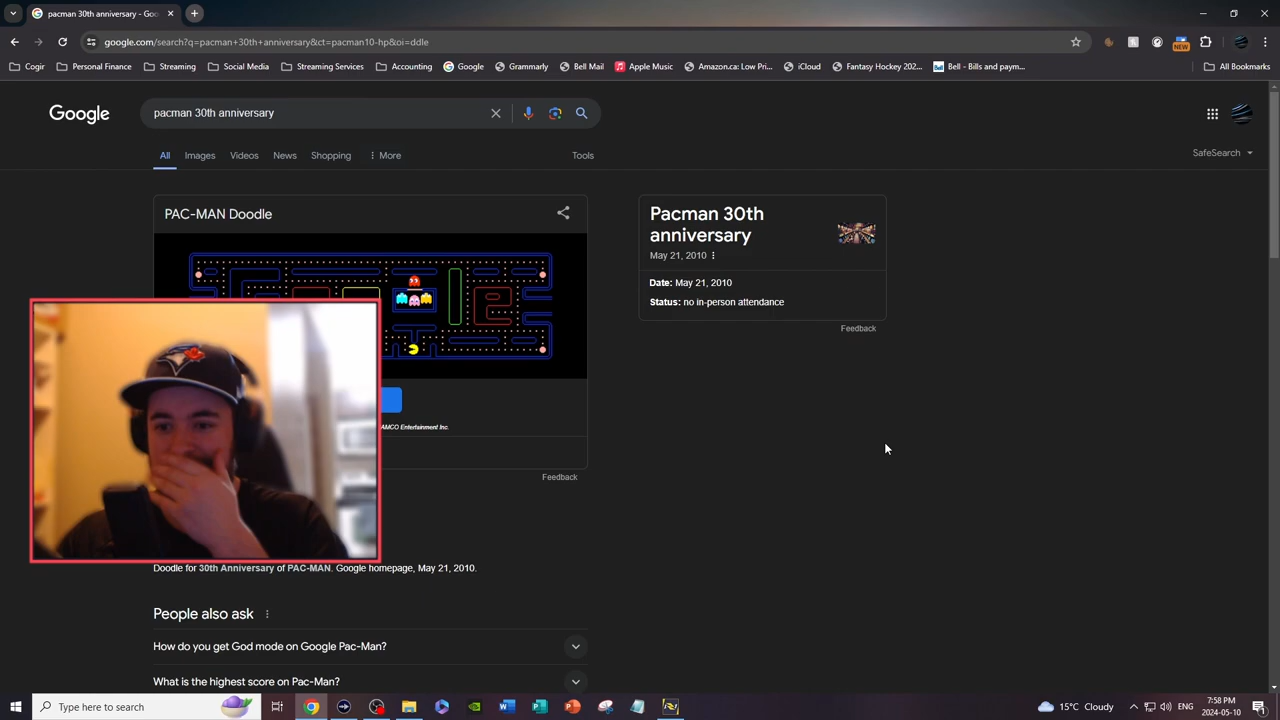 pacman 30th anniversary - Goo
google.com/search?q=pacman+30th+anniversary&ct=pacman10-hp&oi=ddle
NEW
Cogir
Personal Finance
Streaming
Social Media
Streaming Services
Accounting
Google
Grammarly
Bell Mail
Apple Music
Amazon.ca: Low Pri...
iCloud
Fantasy Hockey 202...
Bell - Bills and paym...
All Bookmarks
Google
pacman 30th anniversary
All
Images
Videos
News
Shopping
More
Tools
SafeSearch
PAC-MAN Doodle
Pacman 30th
anniversary
May 21, 2010
Date: May 21, 2010
Status: no in-person attendance
Feedback
AMCO Entertainment Inc.
Feedback
Doodle for 30th Anniversary of PAC-MAN. Google homepage, May 21, 2010.
People also ask
How do you get God mode on Google Pac-Man?
What is the highest score on Pac-Man?
Type here to search
15°C Cloudy
ENG
7:58 PM
2024-05-10